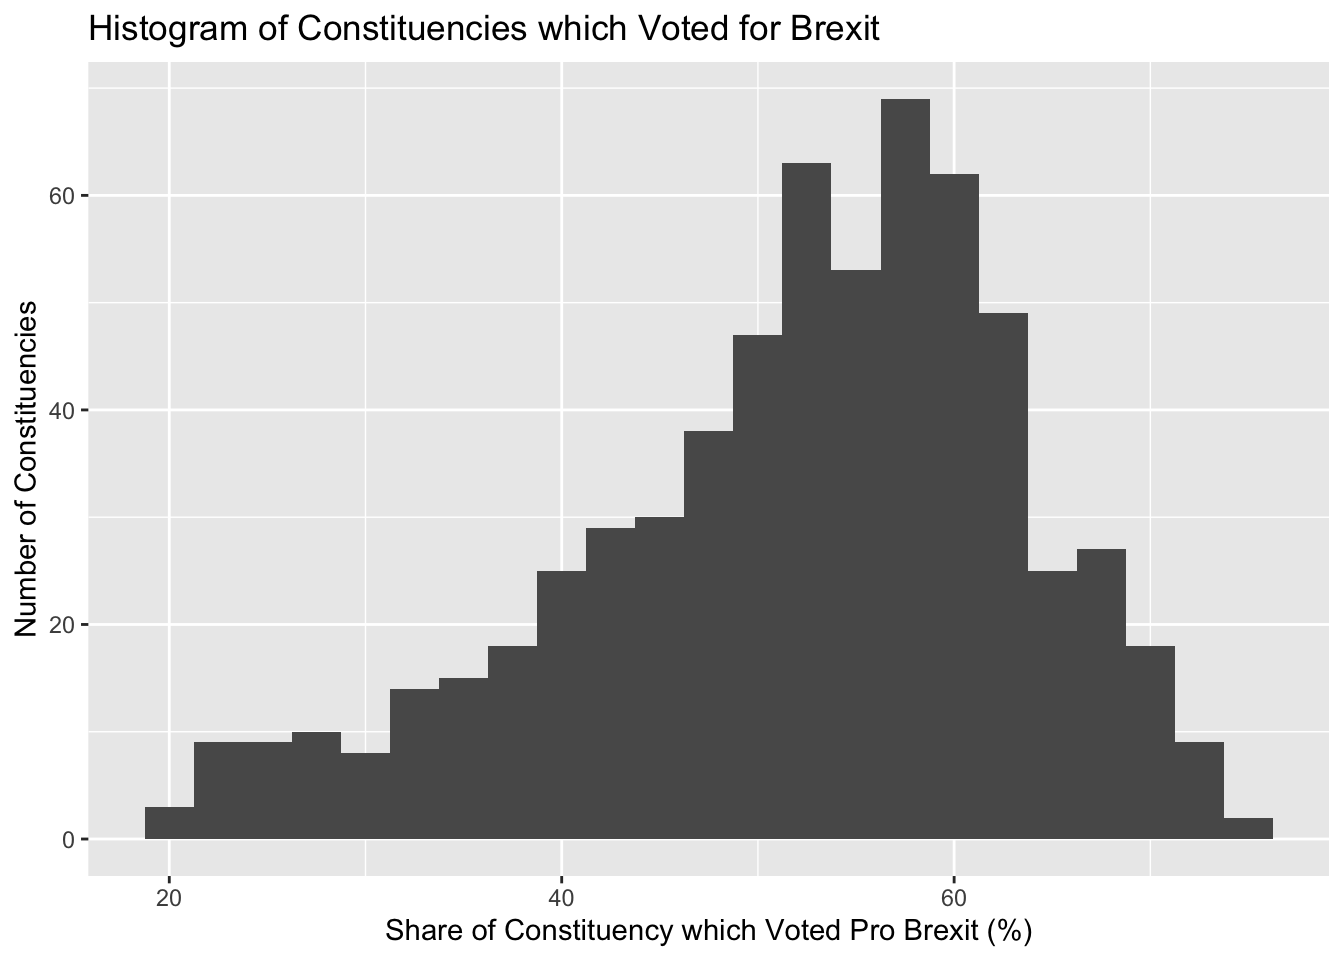 Histogram of Constituencies which Voted for Brexit
Number of Constituencies
60
40
20
0
20 40 60
Share of Constituency which Voted Pro Brexit (%)